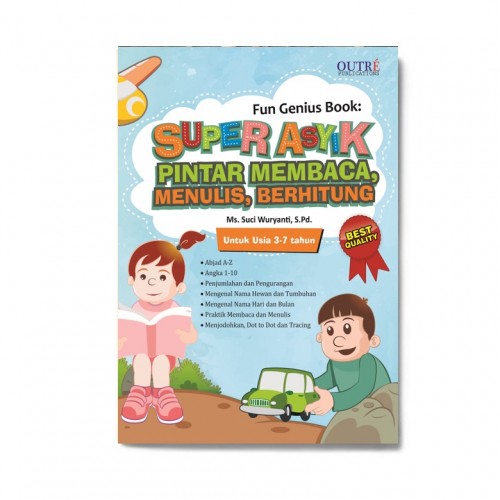 OUTRÉ
PUBLICATIONS
Fun Genius Book:
SUPER ASYIK
PINTAR MEMBACA,
MENULIS, BERHITUNG
Ms. Suci Wuryanti, S.Pd.
Untuk Usia 3-7 tahun
BEST
QUALITY
• Abjad A-Z
• Angka 1-10
• Penjumlahan dan Pengurangan
• Mengenal Nama Hewan dan Tumbuhan
• Mengenal Nama Hari dan Bulan
• Praktik Membaca dan Menulis
• Menjodohkan, Dot to Dot dan Tracing